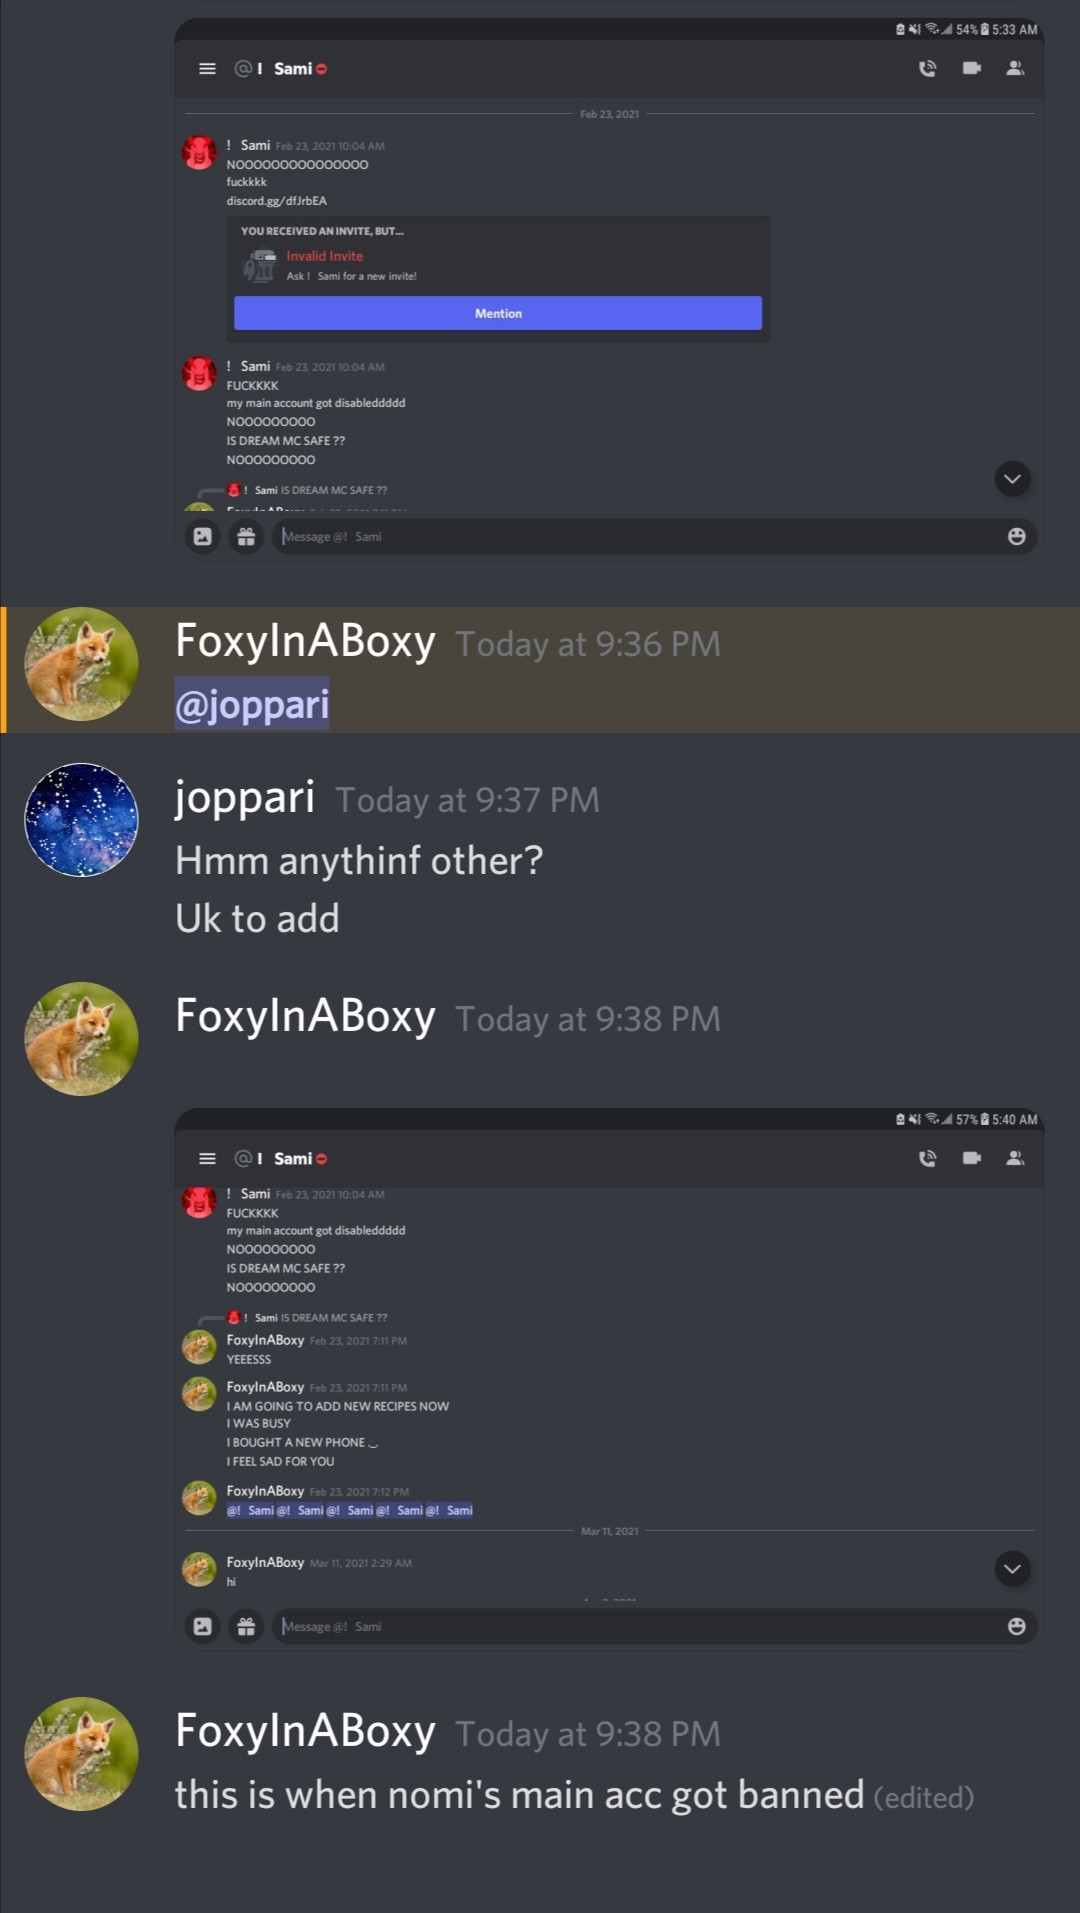 54% 5:33 AM
@ ! Sami
Feb 23, 2021
! Sami Feb 23, 2021 10:04 AM
NOOOOOOOOOOOOOOO
fuckkkk
discord.gg/dfJrbEA
YOU RECEIVED AN INVITE, BUT...
Invalid Invite
Ask ! Sami for a new invite!
Mention
! Sami Feb 23, 2021 10:04 AM
FUCKKKK
my main account got disableddddd
NOOOOOOOOO
IS DREAM MC SAFE ??
NOOOOOOOOO
! Sami IS DREAM MC SAFE ??
Message @! Sami
FoxyInABoxy Today at 9:36 PM
@joppari
joppari Today at 9:37 PM
Hmm anythinf other?
Uk to add
FoxyInABoxy Today at 9:38 PM
57% 5:40 AM
@ ! Sami
! Sami Feb 23, 2021 10:04 AM
FUCKKKK
my main account got disableddddd
NOOOOOOOOO
IS DREAM MC SAFE ??
NOOOOOOOOO
! Sami IS DREAM MC SAFE ??
FoxyInABoxy Feb 23, 2021 7:11 PM
YEEESSS
FoxyInABoxy Feb 23, 2021 7:11 PM
I AM GOING TO ADD NEW RECIPES NOW
I WAS BUSY
I BOUGHT A NEW PHONE ._.
I FEEL SAD FOR YOU
FoxyInABoxy Feb 23, 2021 7:12 PM
@! Sami @! Sami @! Sami @! Sami @! Sami
Mar 11, 2021
FoxyInABoxy Mar 11, 2021 2:29 AM
hi
Message @! Sami
FoxyInABoxy Today at 9:38 PM
this is when nomi's main acc got banned (edited)